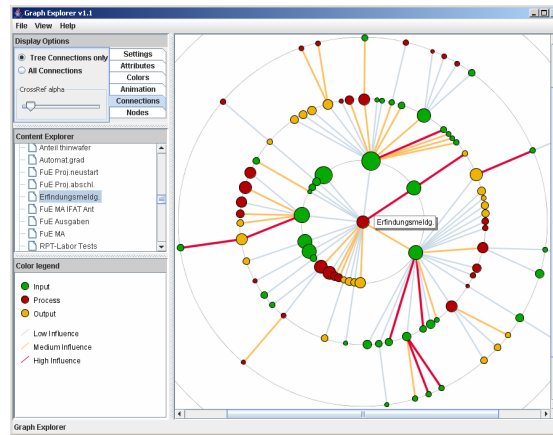 Graph Explorer v1.1
File View Help
Display Options
Tree Connections only
All Connections
CrossRef alpha
Settings
Attributes
Colors
Animation
Connections
Nodes
Content Explorer
Anteil thinwafer
Automat.grad
FuE Proj.neustart
FuE Proj.abschl.
Erfindungsmeldg.
FuE MA IFAT Ant
FuE Ausgaben
FuE MA
RPT-Labor Tests
Color legend
Input
Process
Output
Low Influence
Medium Influence
High Influence
Erfindungsmeldg.
Graph Explorer